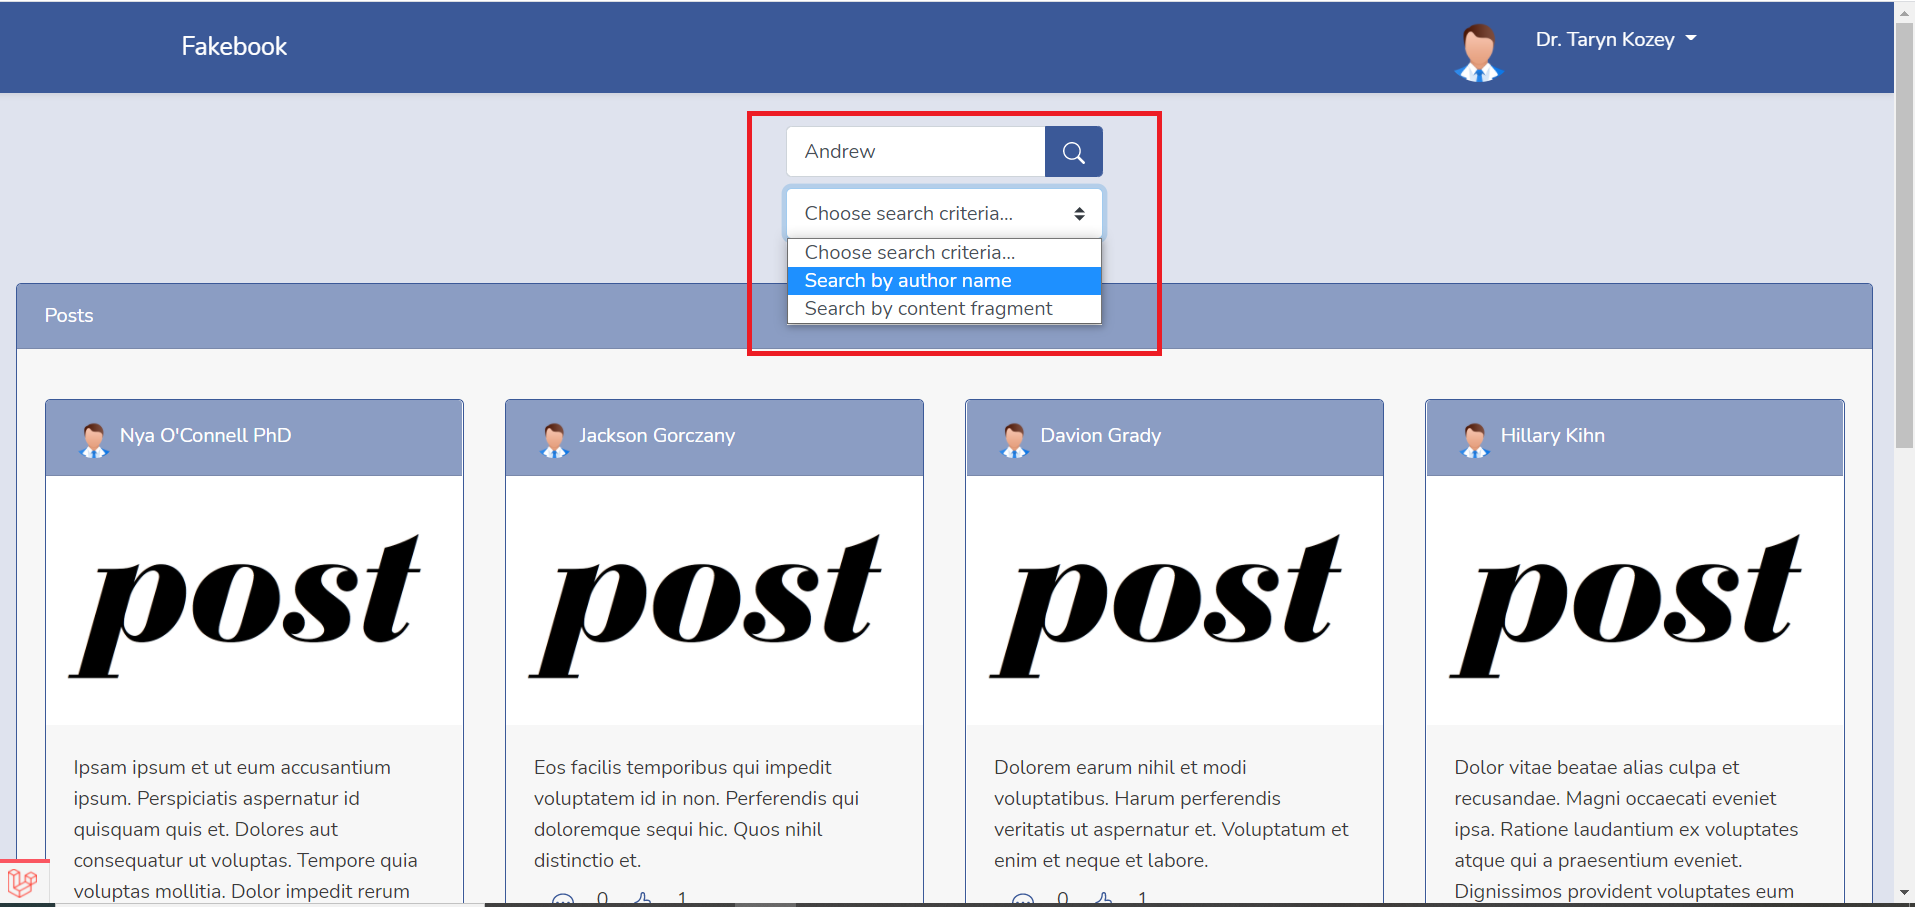 Fakebook
Dr. Taryn Kozey
Andrew
Choose search criteria...
Choose search criteria...
Search by author name
Search by content fragment
Posts
Nya O'Connell PhD
post
Ipsam ipsum et ut eum accusantium
ipsum. Perspiciatis aspernatur id
quisquam quis et. Dolores aut
consequatur ut voluptas. Tempore quia
voluptas mollitia. Dolor impedit rerum
Jackson Gorczany
post
Eos facilis temporibus qui impedit
voluptatem id in non. Perferendis qui
doloremque sequi hic. Quos nihil
distinctio et.
0 1
Davion Grady
post
Dolorem earum nihil et modi
voluptatibus. Harum perferendis
veritatis ut aspernatur et. Voluptatum et
enim et neque et labore.
0 1
Hillary Kihn
post
Dolor vitae beatae alias culpa et
recusandae. Magni occaecati eveniet
ipsa. Ratione laudantium ex voluptates
atque qui a praesentium eveniet.
Dignissimos provident voluptates eum